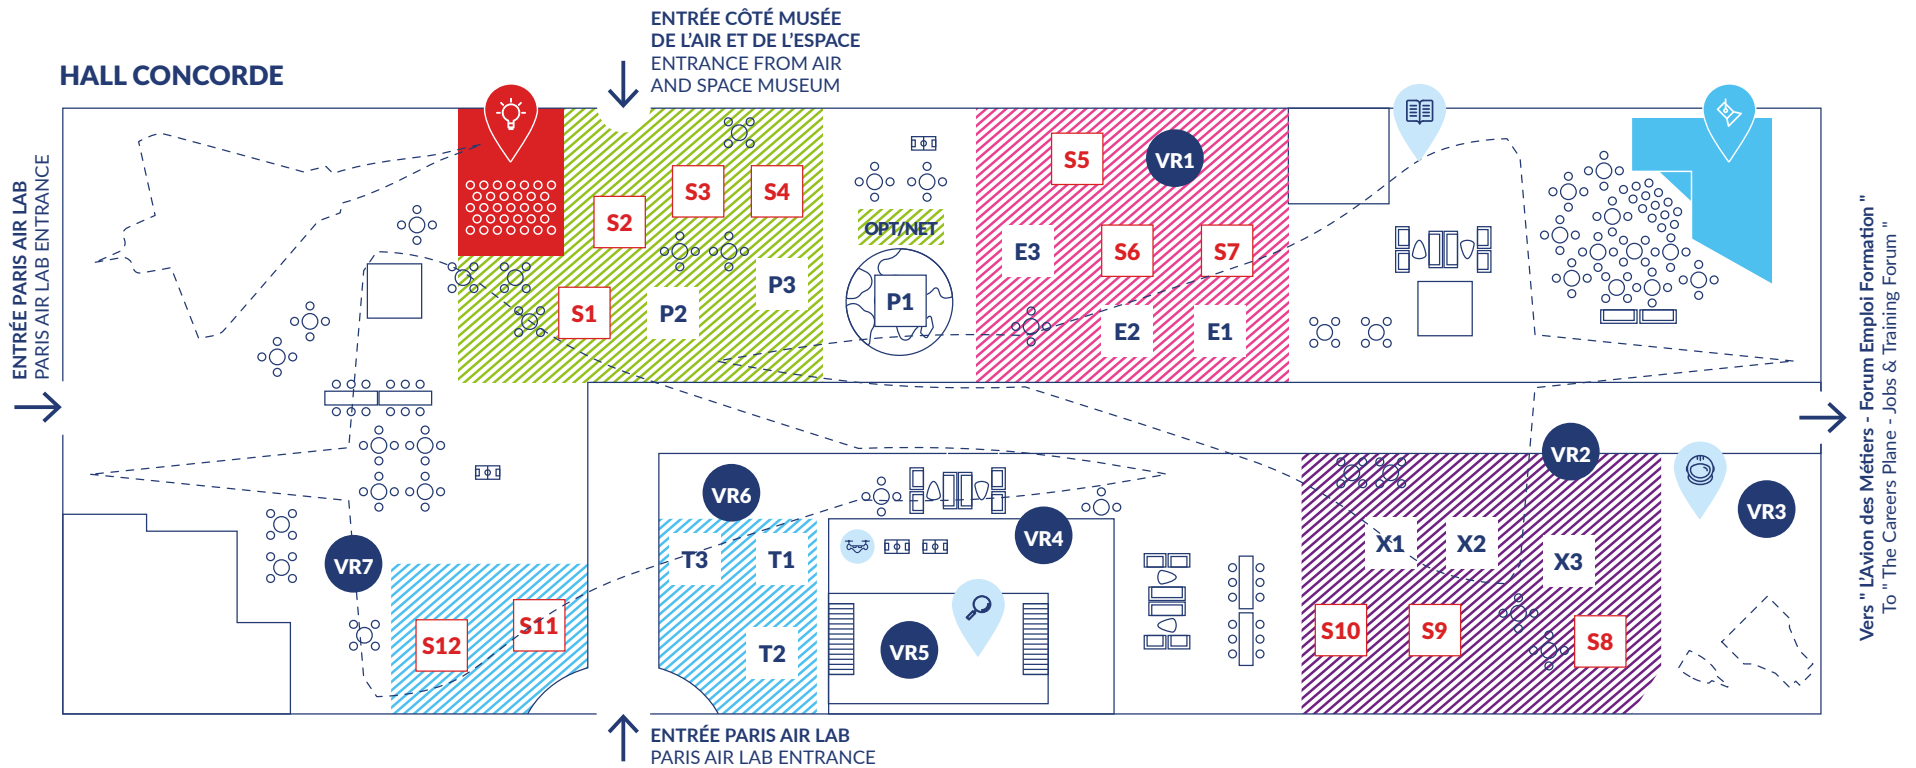 ENTRÉE CÔTÉ MUSÉE
DE L'AIR ET DE L'ESPACE
ENTRANCE FROM AIR
AND SPACE MUSEUM
HALL CONCORDE
ENTRÉE PARIS AIR LAB
PARIS AIR LAB ENTRANCE
S2
S3
S4
S1
P2
P3
OPT/NET
P1
S5
VR1
E3
S6
S7
E2
E1
VR7
S12
S11
VR6
T3
T1
T2
VR4
VR5
VR2
VR3
X1
X2
X3
S10
S9
S8
Vers " L'Avion des Métiers - Forum Emploi Formation "
To " The Careers Plane - Jobs & Training Forum "
ENTRÉE PARIS AIR LAB
PARIS AIR LAB ENTRANCE